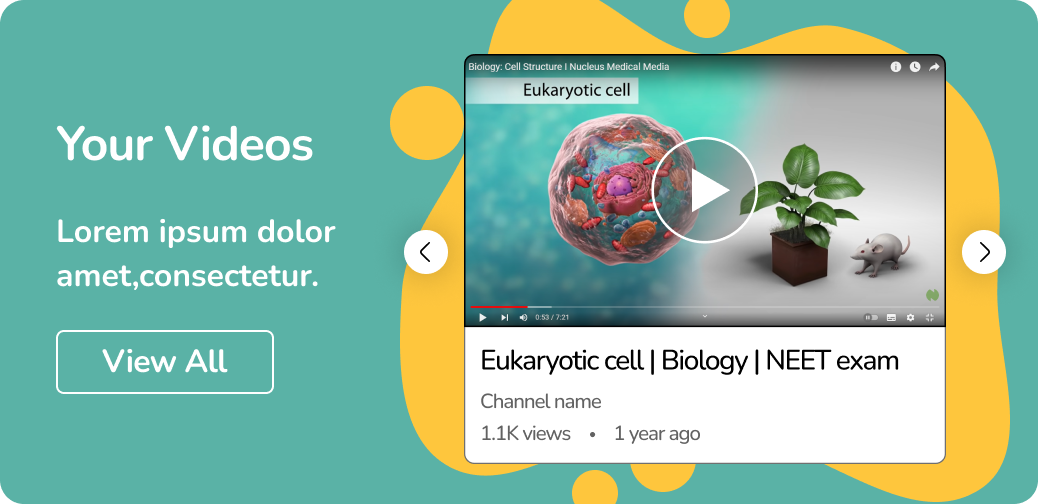 Your Videos
Lorem ipsum dolor
amet,consectetur.
View All
Biology: Cell Structure I Nucleus Medical Media
Eukaryotic cell
0:53 / 7:21
Eukaryotic cell | Biology | NEET exam
Channel name
1.1K views • 1 year ago